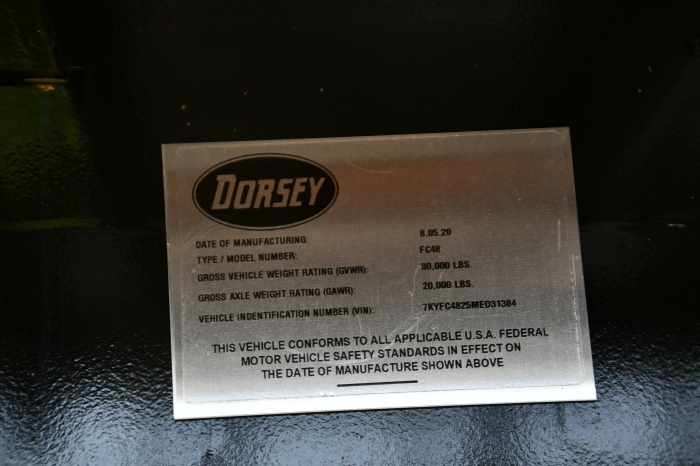 DORSEY
DATE OF MANUFACTURING: 8.05.20
TYPE / MODEL NUMBER: FC48
GROSS VEHICLE WEIGHT RATING (GVWR): 80,000 LBS.
GROSS AXLE WEIGHT RATING (GAWR): 20,000 LBS.
VEHICLE INDENTIFICATION NUMBER (VIN): 7KYFC4825MED31384
THIS VEHICLE CONFORMS TO ALL APPLICABLE U.S.A. FEDERAL
MOTOR VEHICLE SAFETY STANDARDS IN EFFECT ON
THE DATE OF MANUFACTURE SHOWN ABOVE